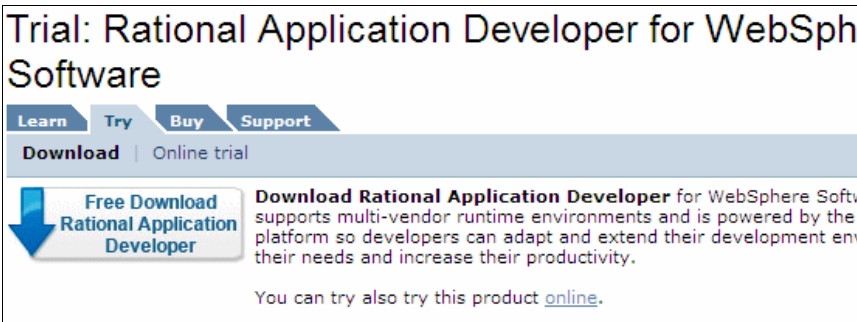 Trial: Rational Application Developer for WebSph
Software
Learn Try Buy Support
Download | Online trial
Free Download
Rational Application
Developer
Download Rational Application Developer for WebSphere Softw
supports multi-vendor runtime environments and is powered by the
platform so developers can adapt and extend their development env
their needs and increase their productivity.
You can try also try this product online.